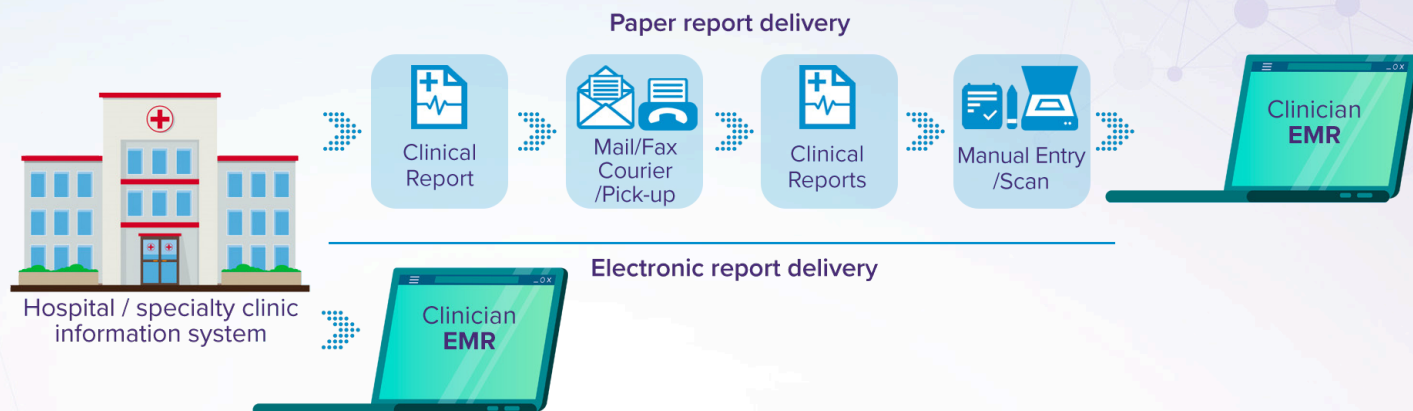 Paper report delivery
Clinical
Report
Mail/Fax
Courier
/Pick-up
Clinical
Reports
Manual Entry
/Scan
Clinician
EMR
Hospital / specialty clinic
information system
Electronic report delivery
Clinician
EMR